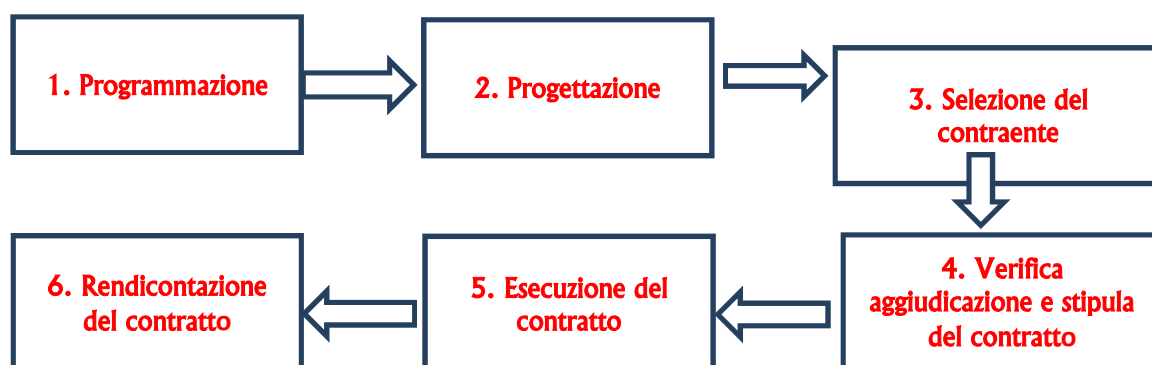 1. Programmazione
2. Progettazione
3. Selezione del
contraente
4. Verifica
aggiudicazione e stipula
del contratto
5. Esecuzione del
contratto
6. Rendicontazione
del contratto